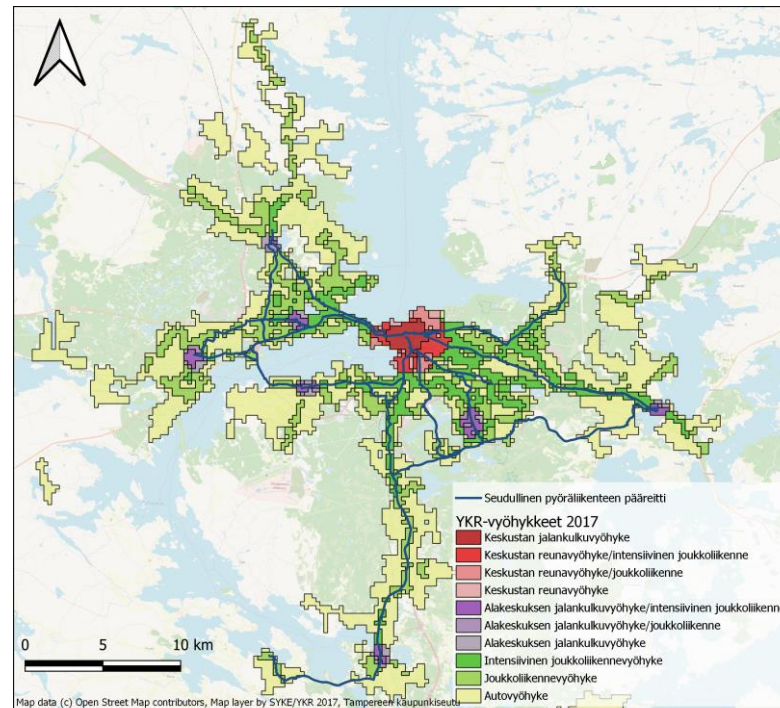 Seudullinen pyöräliikenteen pääreitti
YKR-vyöhykkeet 2017
Keskustan jalankulkuvyöhyke
Keskustan reunavyöhyke/intensiivinen joukkoliikenne
Keskustan reunavyöhyke/joukkoliikenne
Keskustan reunavyöhyke
Alakeskuksen jalankulkuvyöhyke/intensiivinen joukkoliikenn
Alakeskuksen jalankulkuvyöhyke/joukkoliikenne
Alakeskuksen jalankulkuvyöhyke
Intensiivinen joukkoliikennevyöhyke
Joukkoliikennevyöhyke
Autovyöhyke
0 5 10 km
Map data (c) Open Street Map contributors, Map layer by SYKE/YKR 2017, Tampereen kaupunkiseutu